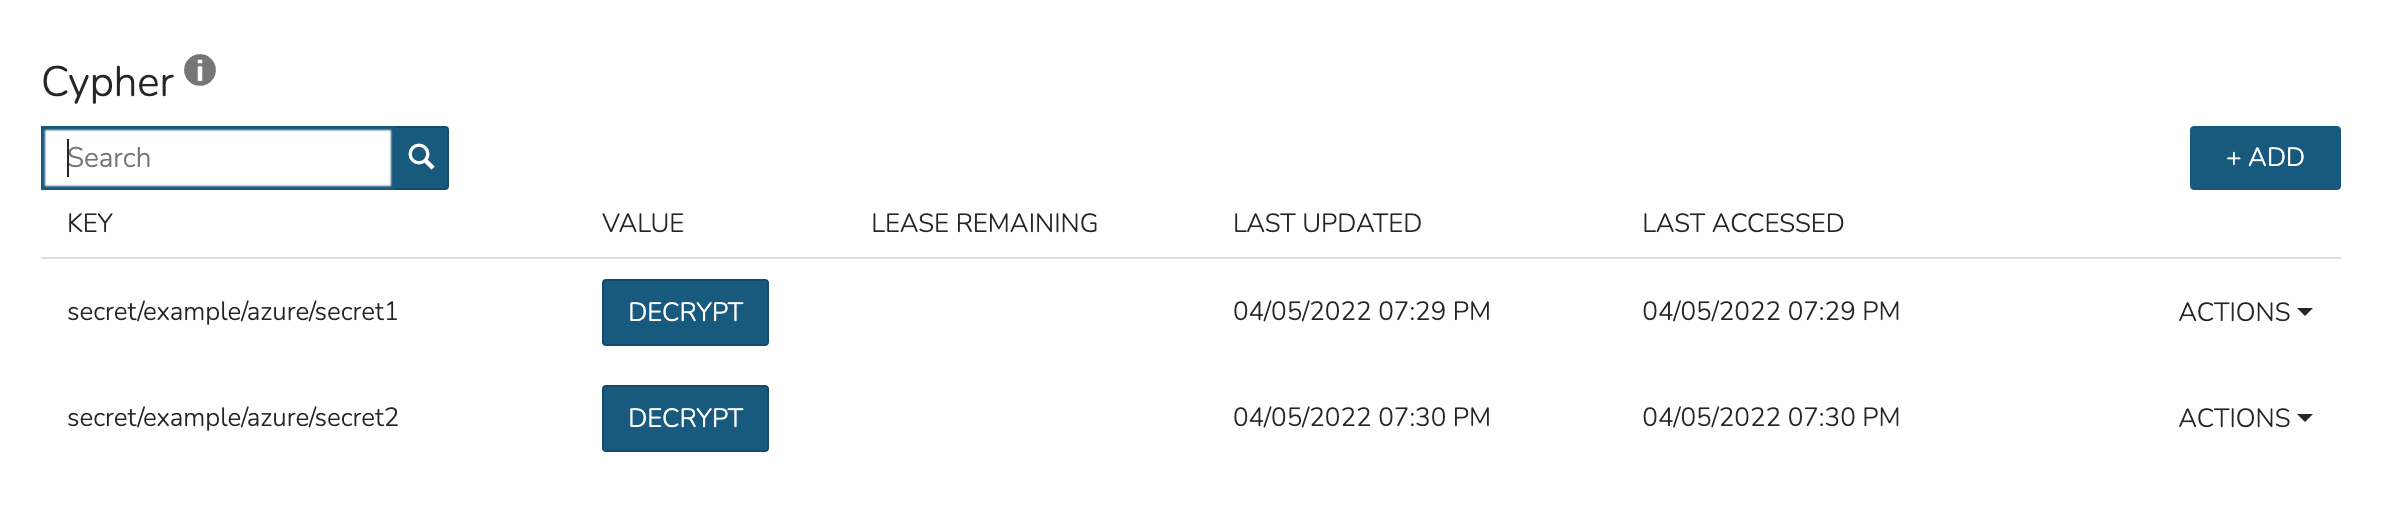 Cypher i
Search
+ ADD
KEY VALUE LEASE REMAINING LAST UPDATED LAST ACCESSED
secret/example/azure/secret1 DECRYPT 04/05/2022 07:29 PM 04/05/2022 07:29 PM ACTIONS
secret/example/azure/secret2 DECRYPT 04/05/2022 07:30 PM 04/05/2022 07:30 PM ACTIONS